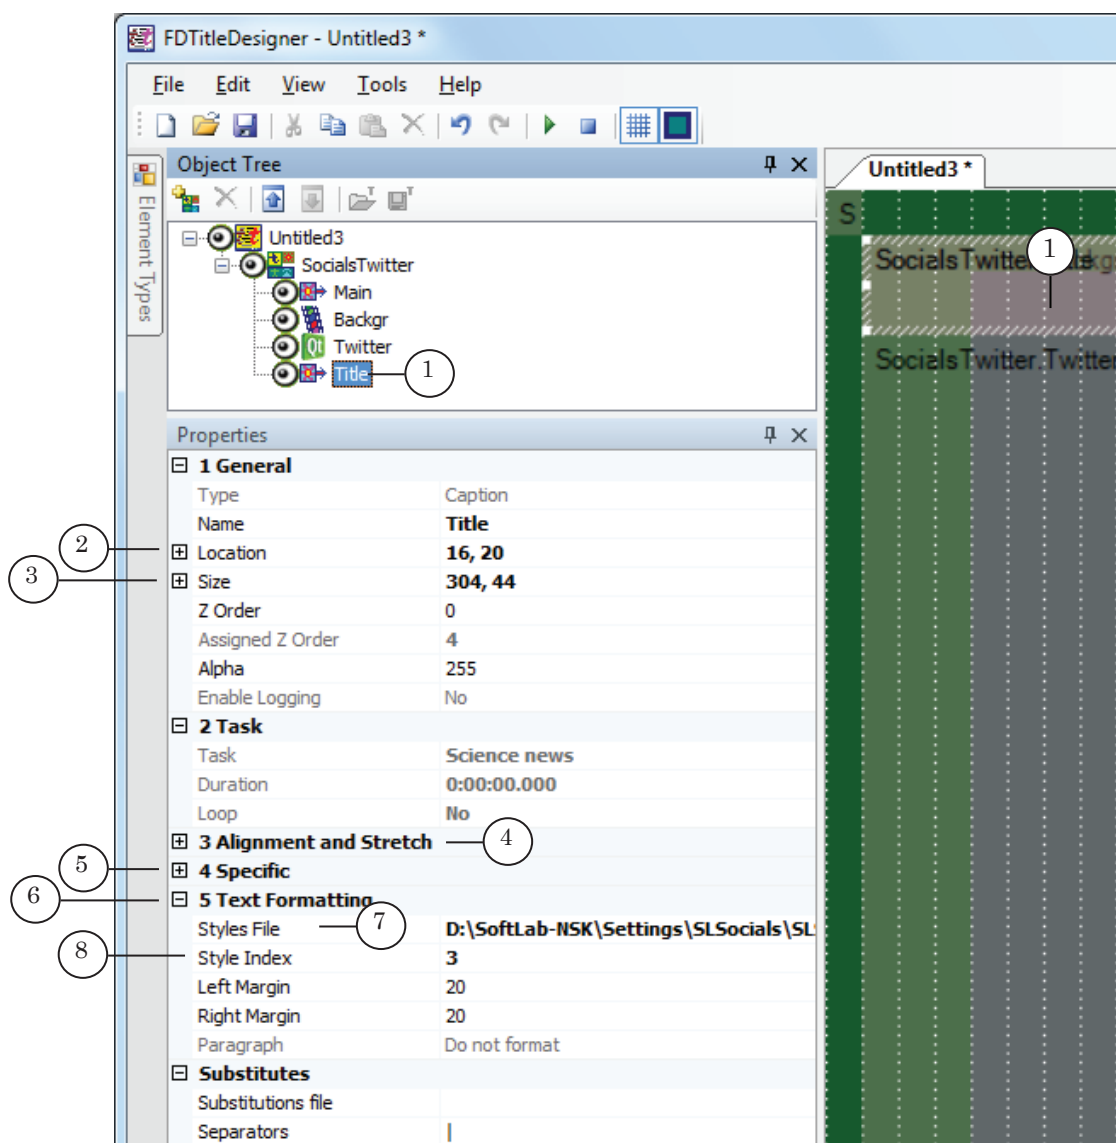 FDTitleDesigner - Untitled3 *
File Edit View Tools Help
Object Tree
Untitled3 *
Element Types
S
Untitled3
SocialsTwitter
Main
Backgr
Qt Twitter
Title 1
SocialsTwitter
1
SocialsTwitter.Twitter
Properties
1 General
Type Caption
Name Title
2 Location 16, 20
3 Size 304, 44
Z Order 0
Assigned Z Order 4
Alpha 255
Enable Logging No
2 Task
Task Science news
Duration 0:00:00.000
Loop No
3 Alignment and Stretch 4
5 4 Specific
6 5 Text Formatting
Styles File 7 D:\SoftLab-NSK\Settings\SLSocials\SL
8 Style Index 3
Left Margin 20
Right Margin 20
Paragraph Do not format
Substitutes
Substitutions file
Separators |